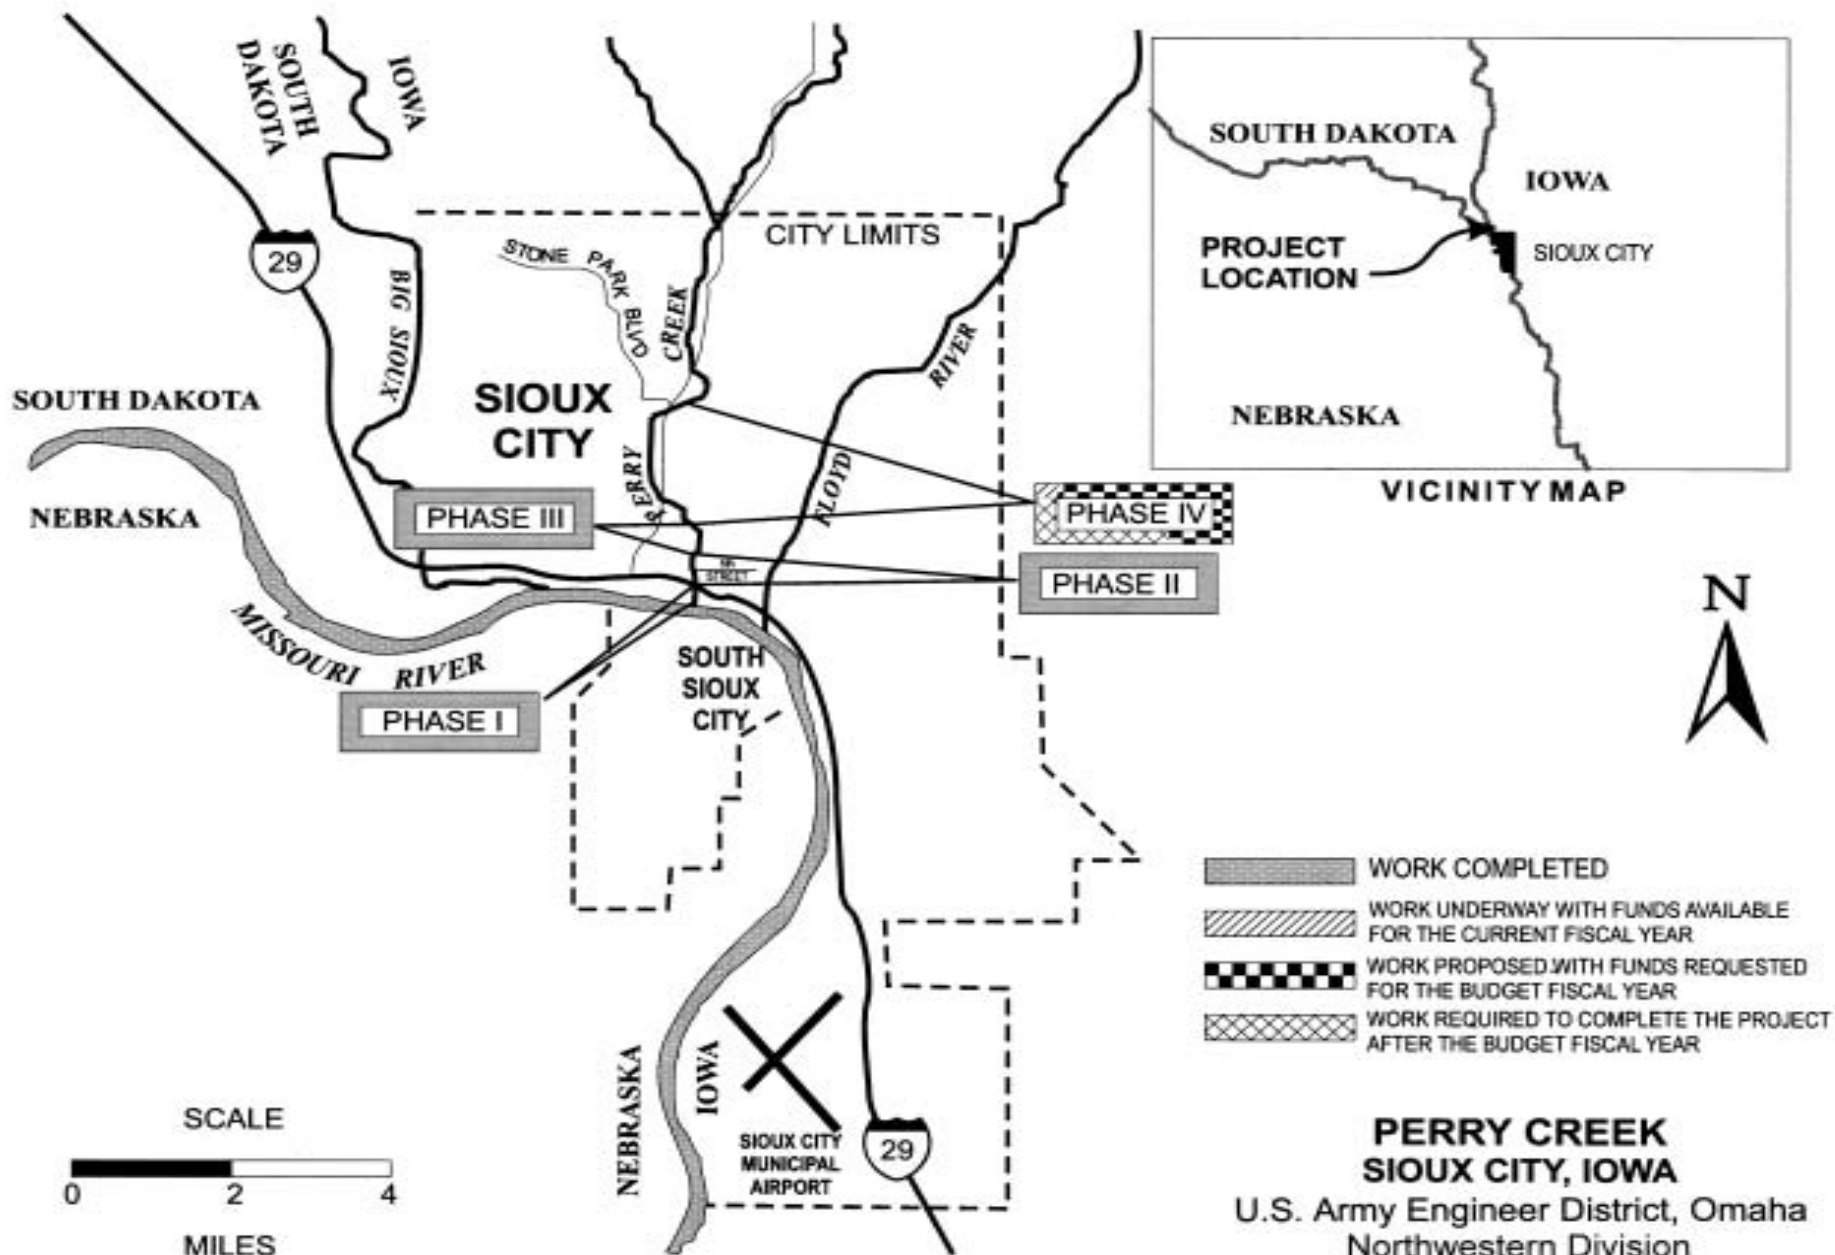 SOUTH
DAKOTA
IOWA
29
BIG SIOUX
STONE PARK BLVD
CREEK
PERRY
CITY LIMITS
FLOYD
RIVER
SIOUX
CITY
SOUTH DAKOTA
NEBRASKA
MISSOURI RIVER
PHASE III
PHASE IV
PHASE II
PHASE I
STREET
SOUTH
SIOUX
CITY
SOUTH DAKOTA
IOWA
PROJECT
LOCATION
SIOUX CITY
NEBRASKA
VICINITY MAP
N
WORK COMPLETED
WORK UNDERWAY WITH FUNDS AVAILABLE
FOR THE CURRENT FISCAL YEAR
WORK PROPOSED WITH FUNDS REQUESTED
FOR THE BUDGET FISCAL YEAR
WORK REQUIRED TO COMPLETE THE PROJECT
AFTER THE BUDGET FISCAL YEAR
NEBRASKA
IOWA
SIOUX CITY
MUNICIPAL
AIRPORT
29
SCALE
0 2 4
MILES
PERRY CREEK
SIOUX CITY, IOWA
U.S. Army Engineer District, Omaha
Northwestern Division